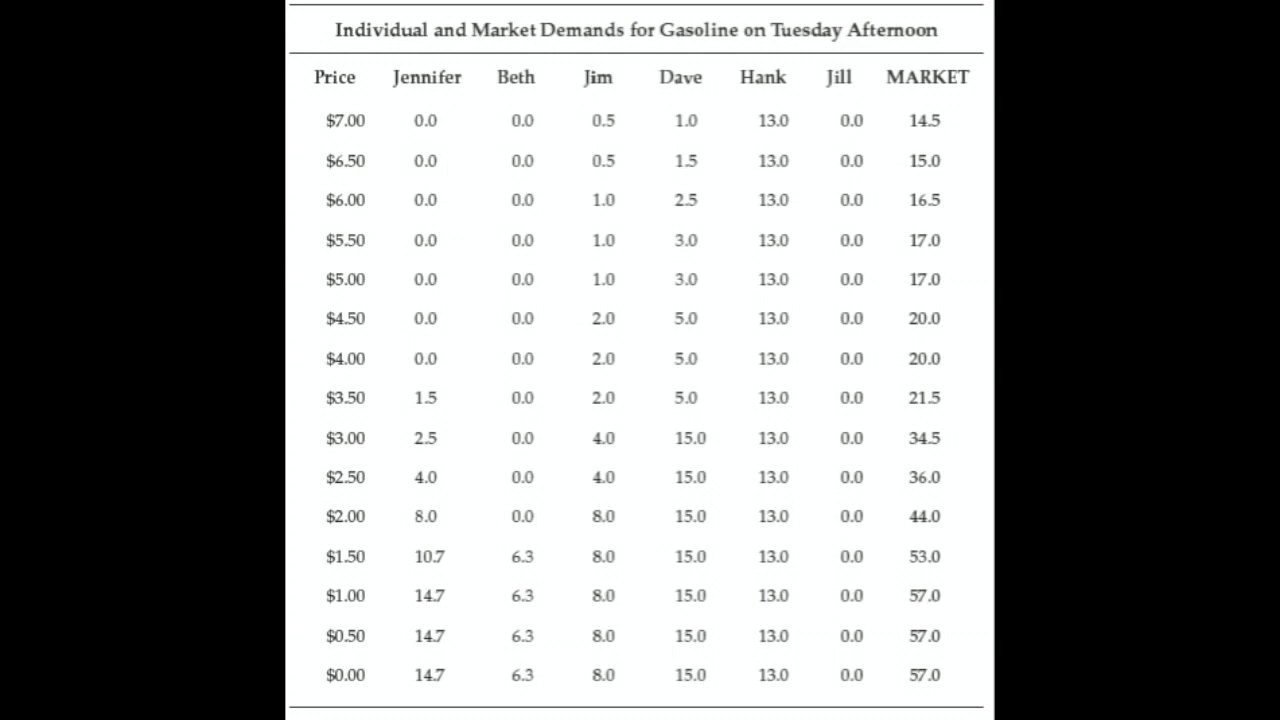 Individual and Market Demands for Gasoline on Tuesday Afternoon
Price Jennifer Beth Jim Dave Hank Jill MARKET
$7.00 0.0 0.0 0.5 1.0 13.0 0.0 14.5
$6.50 0.0 0.0 0.5 1.5 13.0 0.0 15.0
$6.00 0.0 0.0 1.0 2.5 13.0 0.0 16.5
$5.50 0.0 0.0 1.0 3.0 13.0 0.0 17.0
$5.00 0.0 0.0 1.0 3.0 13.0 0.0 17.0
$4.50 0.0 0.0 2.0 5.0 13.0 0.0 20.0
$4.00 0.0 0.0 2.0 5.0 13.0 0.0 20.0
$3.50 1.5 0.0 2.0 5.0 13.0 0.0 21.5
$3.00 2.5 0.0 4.0 15.0 13.0 0.0 34.5
$2.50 4.0 0.0 4.0 15.0 13.0 0.0 36.0
$2.00 8.0 0.0 8.0 15.0 13.0 0.0 44.0
$1.50 10.7 6.3 8.0 15.0 13.0 0.0 53.0
$1.00 14.7 6.3 8.0 15.0 13.0 0.0 57.0
$0.50 14.7 6.3 8.0 15.0 13.0 0.0 57.0
$0.00 14.7 6.3 8.0 15.0 13.0 0.0 57.0